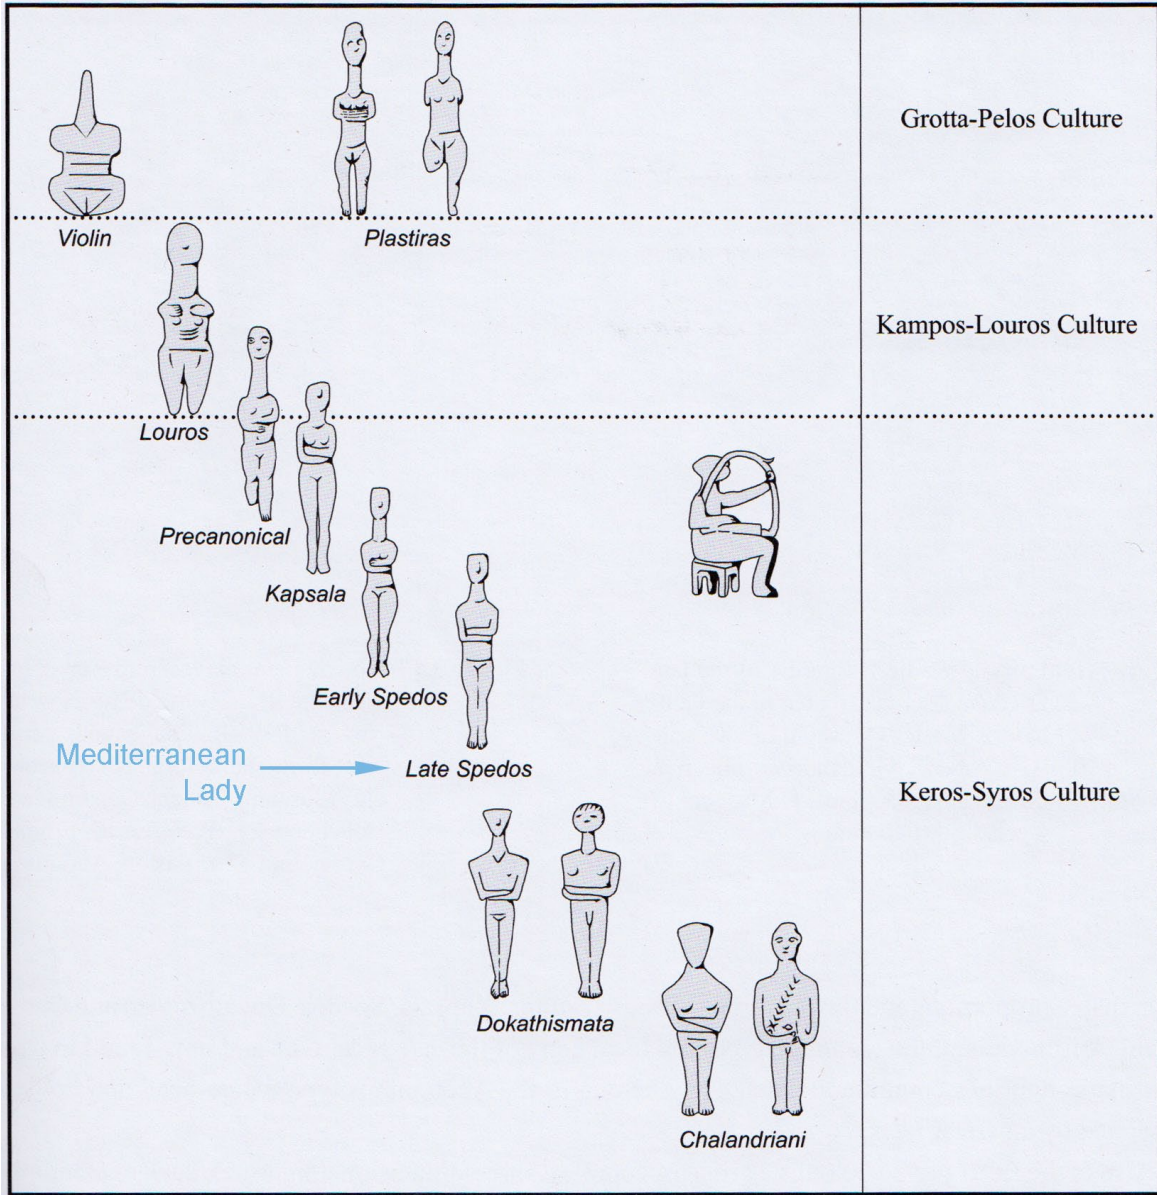 Grotta-Pelos Culture
Violin
Plastiras
Kampos-Louros Culture
Louros
Precanonical
Kapsala
Early Spedos
Mediterranean
Lady
Late Spedos
Keros-Syros Culture
Dokathismata
Chalandriani